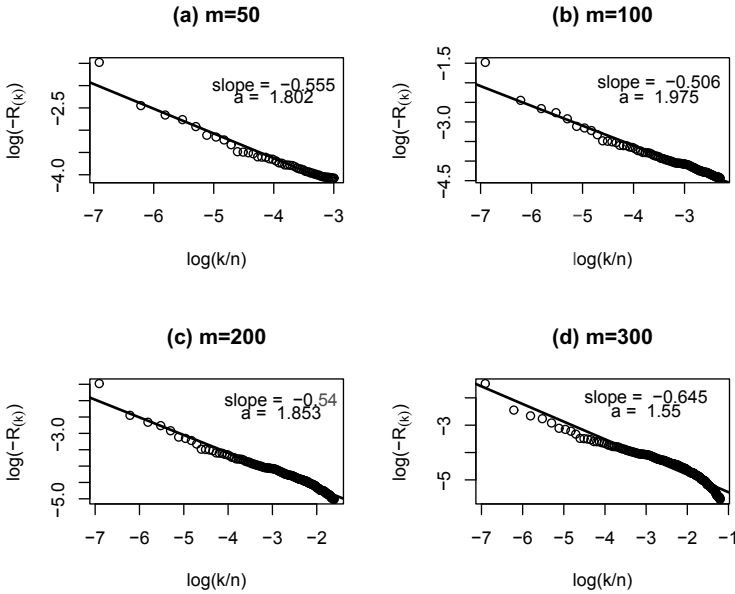 (a) m=50
slope = −0.555
a = 1.802
log(−R(k))
−2.5
−4.0
−7 −6 −5 −4 −3
log(k/n)
(b) m=100
slope = −0.506
a = 1.975
log(−R(k))
−1.5
−3.0
−4.5
−7 −6 −5 −4 −3
log(k/n)
(c) m=200
slope = −0.54
a = 1.853
log(−R(k))
−3.0
−5.0
−7 −6 −5 −4 −3 −2
log(k/n)
(d) m=300
slope = −0.645
a = 1.55
log(−R(k))
−3
−5
−7 −6 −5 −4 −3 −2 −1
log(k/n)